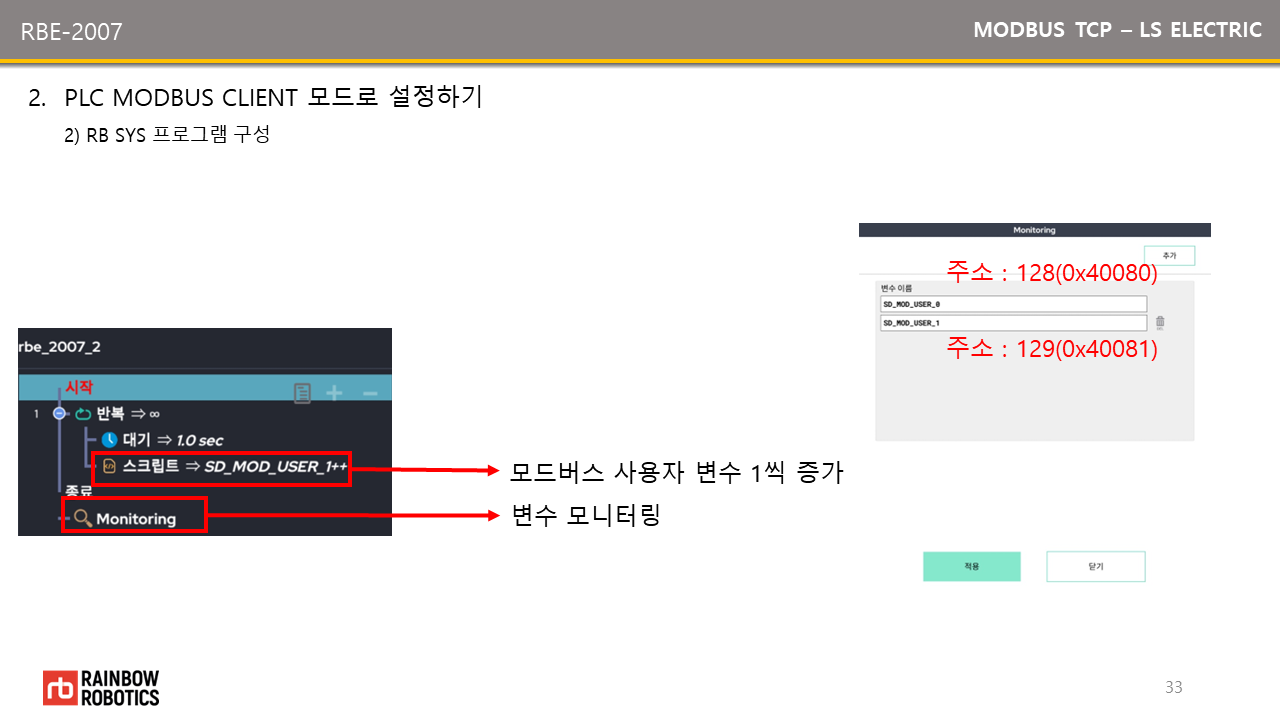 RBE-2007
MODBUS TCP – LS ELECTRIC
2. PLC MODBUS CLIENT 모드로 설정하기
2) RB SYS 프로그램 구성
rbe_2007_2
시작
1 반복 ⇒ ∞
대기 ⇒ 1.0 sec
스크립트 ⇒ SD_MOD_USER_1++
종료
Monitoring
모드버스 사용자 변수 1씩 증가
변수 모니터링
Monitoring
추가
주소 : 128(0x40080)
변수 이름
SD_MOD_USER_0
SD_MOD_USER_1
주소 : 129(0x40081)
적용
닫기
rb RAINBOW
ROBOTICS
33